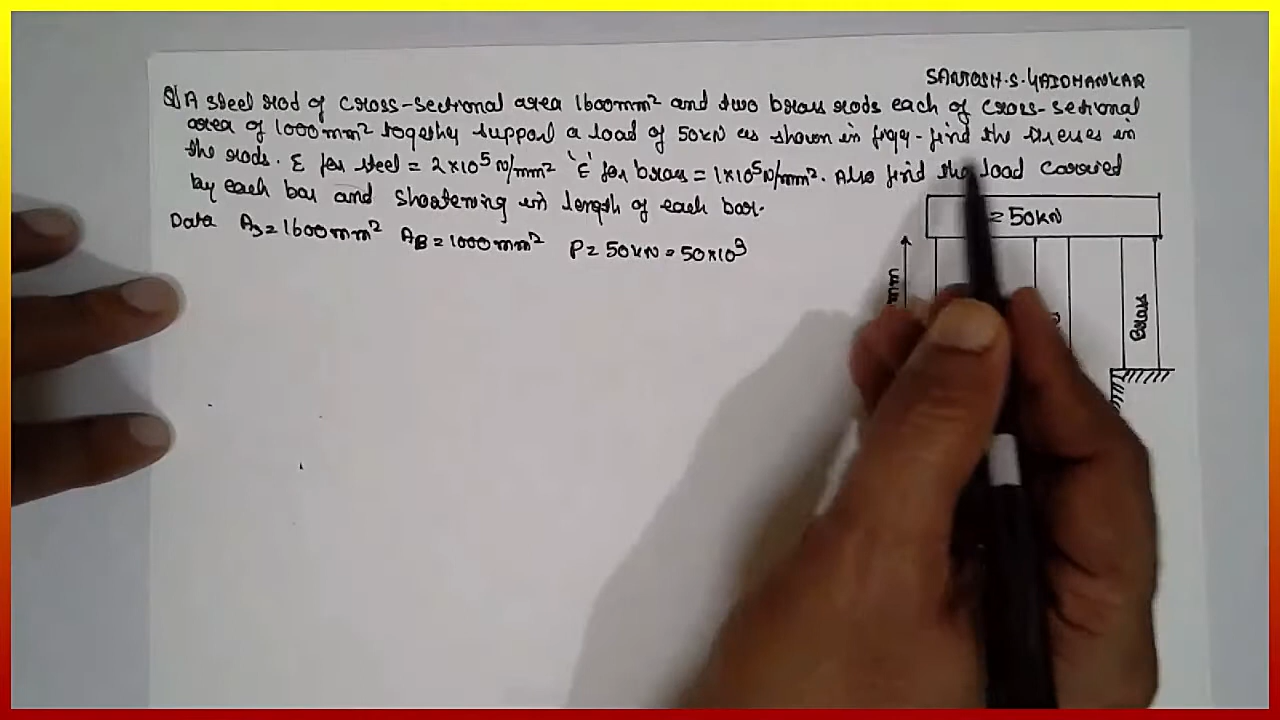 SANTOSH.S.GAIDHANKAR
Q) A steel rod of cross-sectional area 1600mm² and two brass rods each of cross-sectional
area of 1000mm² together support a load of 50kN as shown in fig - find the stresses in
the rods. E for steel = 2×10⁵ N/mm² 'E' for brass = 1×10⁵ N/mm². Also find the load carried
by each bar and shortening in length of each bar.
Data As=1600mm² AB=1000mm² P=50kN=50×10³
=50kN
mm
Brass